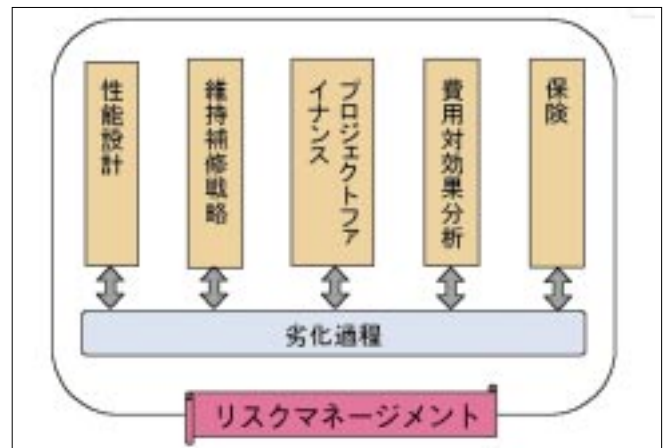 性能設計
維持補修戦略
プロジェクトファ
イナンス
費用対効果分析
保険
劣化過程
リスクマネージメント